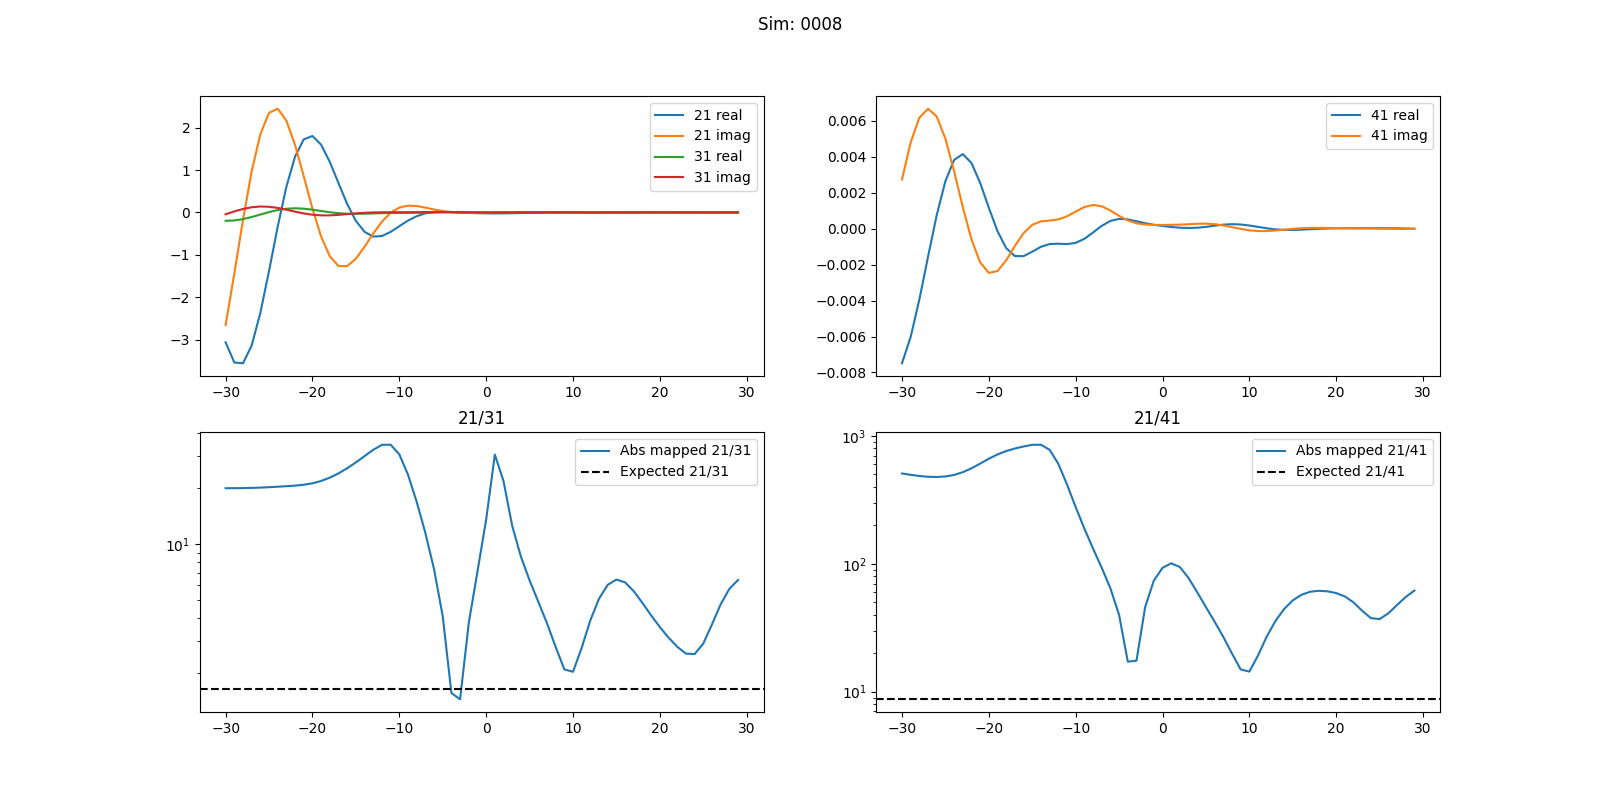 Sim: 0008
21 real
21 imag
31 real
31 imag
2
1
0
−1
−2
−3
−30 −20 −10 0 10 20 30
41 real
41 imag
0.006
0.004
0.002
0.000
−0.002
−0.004
−0.006
−0.008
−30 −20 −10 0 10 20 30
21/31
Abs mapped 21/31
Expected 21/31
10¹
−30 −20 −10 0 10 20 30
21/41
Abs mapped 21/41
Expected 21/41
10³
10²
10¹
−30 −20 −10 0 10 20 30